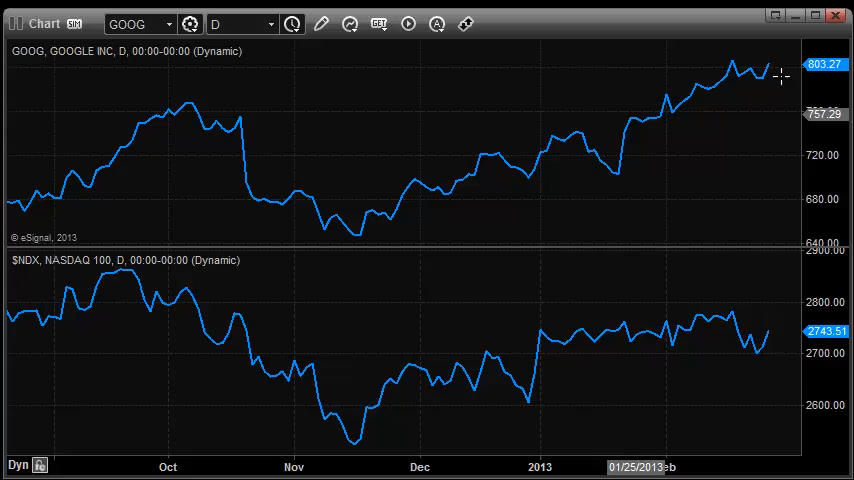 Chart SIM GOOG D GET A
GOOG, GOOGLE INC, D, 00:00-00:00 (Dynamic)
803.27
757.29
720.00
680.00
640.00
© eSignal, 2013
$NDX, NASDAQ 100, D, 00:00-00:00 (Dynamic)
2900.00
2800.00
2743.51
2700.00
2600.00
Dyn Oct Nov Dec 2013 01/25/2013 eb